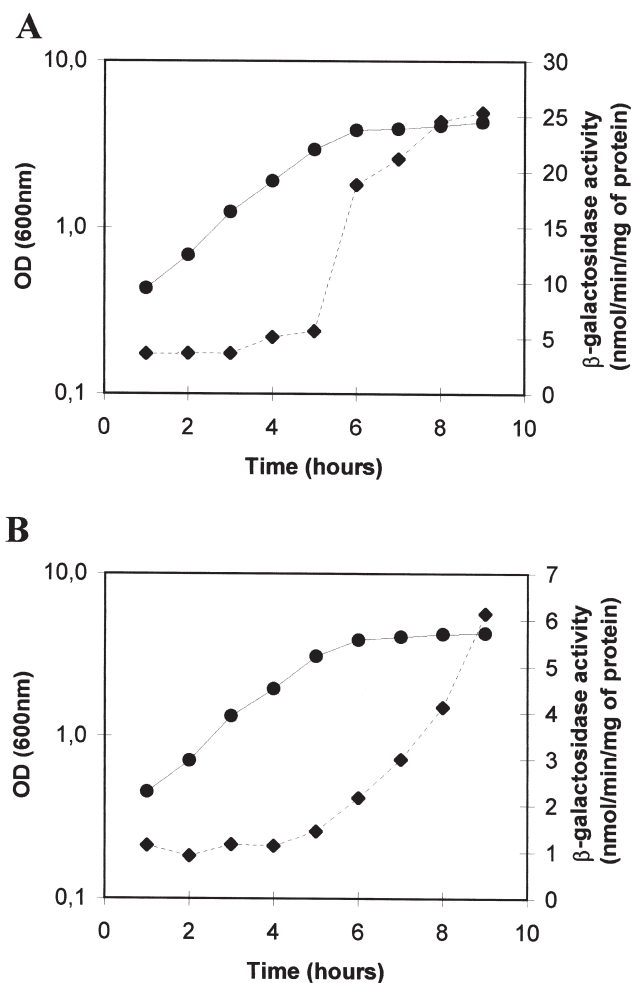 A
10,0
1,0
0,1
OD (600nm)
30
25
20
15
10
5
0
β-galactosidase activity
(nmol/min/mg of protein)
0 2 4 6 8 10
Time (hours)
B
10,0
1,0
0,1
OD (600nm)
7
6
5
4
3
2
1
0
β-galactosidase activity
(nmol/min/mg of protein)
0 2 4 6 8 10
Time (hours)